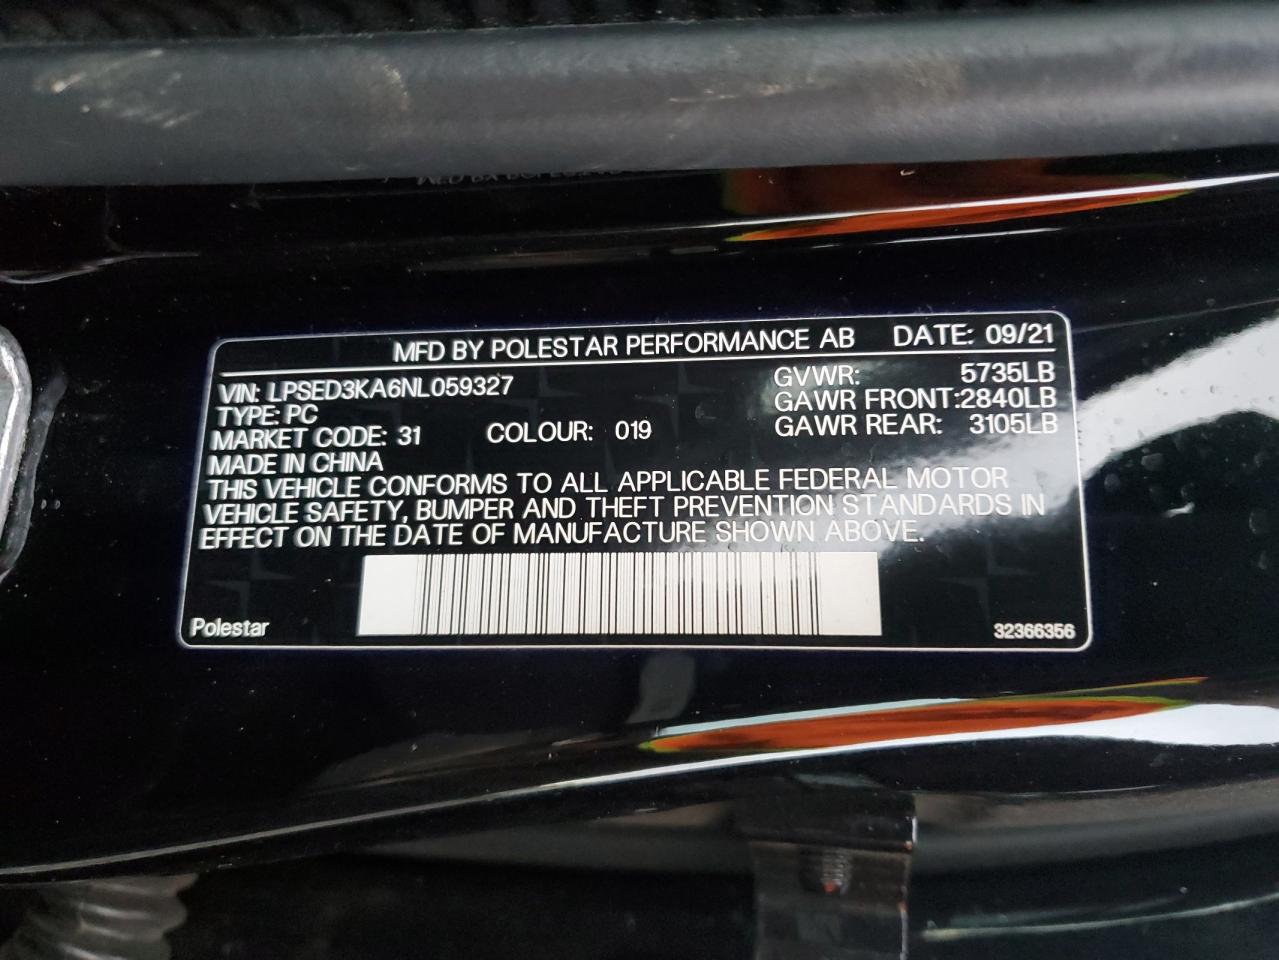 MFD BY POLESTAR PERFORMANCE AB DATE: 09/21
VIN: LPSED3KA6NL059327 GVWR: 5735LB
TYPE: PC GAWR FRONT: 2840LB
MARKET CODE: 31 COLOUR: 019 GAWR REAR: 3105LB
MADE IN CHINA
THIS VEHICLE CONFORMS TO ALL APPLICABLE FEDERAL MOTOR
VEHICLE SAFETY, BUMPER AND THEFT PREVENTION STANDARDS IN
EFFECT ON THE DATE OF MANUFACTURE SHOWN ABOVE.
Polestar 32366356